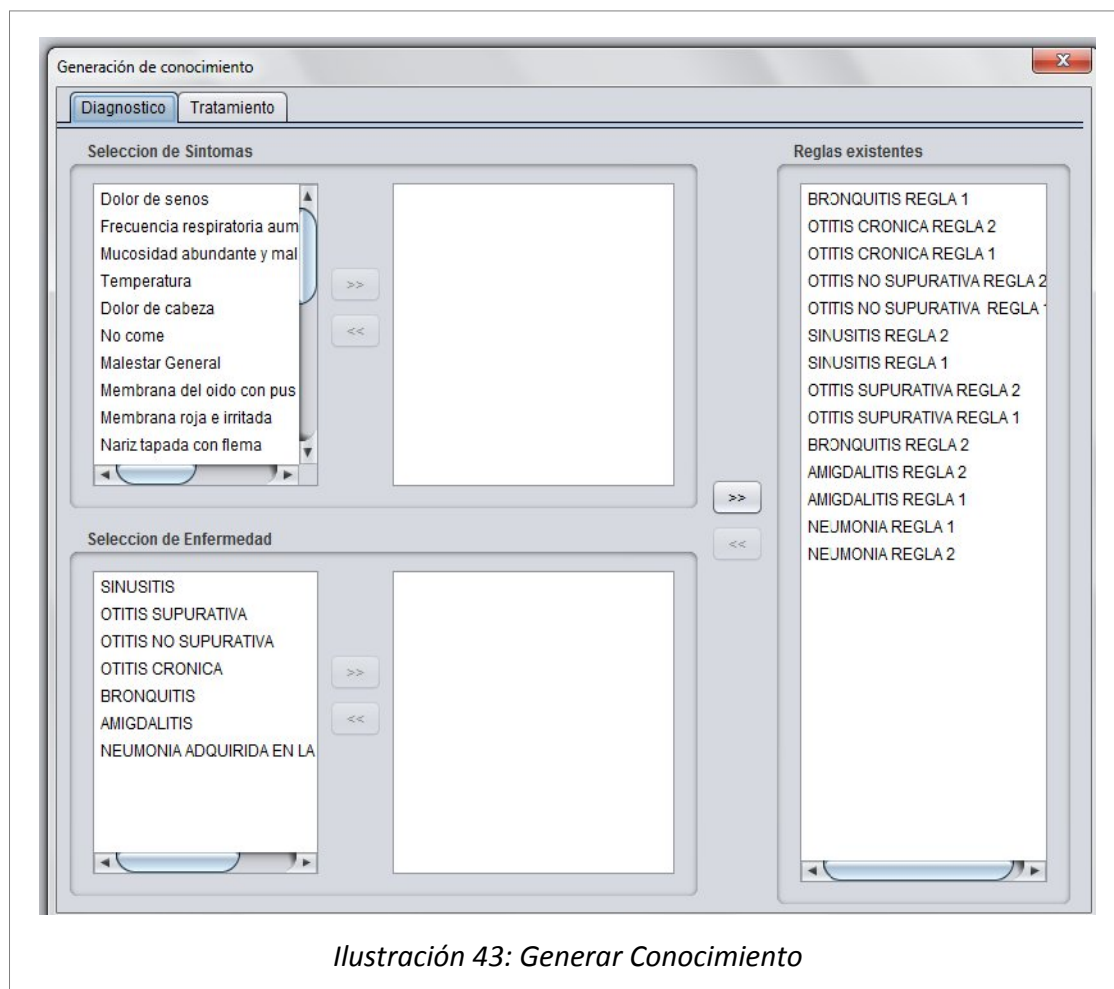 Generación de conocimiento
X
Diagnostico Tratamiento
Seleccion de Sintomas
Dolor de senos
Frecuencia respiratoria aum
Mucosidad abundante y mal
Temperatura
Dolor de cabeza
No come
Malestar General
Membrana del oido con pus
Membrana roja e irritada
Nariz tapada con flema
>>
<<
Seleccion de Enfermedad
SINUSITIS
OTITIS SUPURATIVA
OTITIS NO SUPURATIVA
OTITIS CRONICA
BRONQUITIS
AMIGDALITIS
NEUMONIA ADQUIRIDA EN LA
>>
<<
>>
<<
Reglas existentes
BRONQUITIS REGLA 1
OTITIS CRONICA REGLA 2
OTITIS CRONICA REGLA 1
OTITIS NO SUPURATIVA REGLA 2
OTITIS NO SUPURATIVA REGLA 1
SINUSITIS REGLA 2
SINUSITIS REGLA 1
OTITIS SUPURATIVA REGLA 2
OTITIS SUPURATIVA REGLA 1
BRONQUITIS REGLA 2
AMIGDALITIS REGLA 2
AMIGDALITIS REGLA 1
NEUMONIA REGLA 1
NEUMONIA REGLA 2
Ilustración 43: Generar Conocimiento